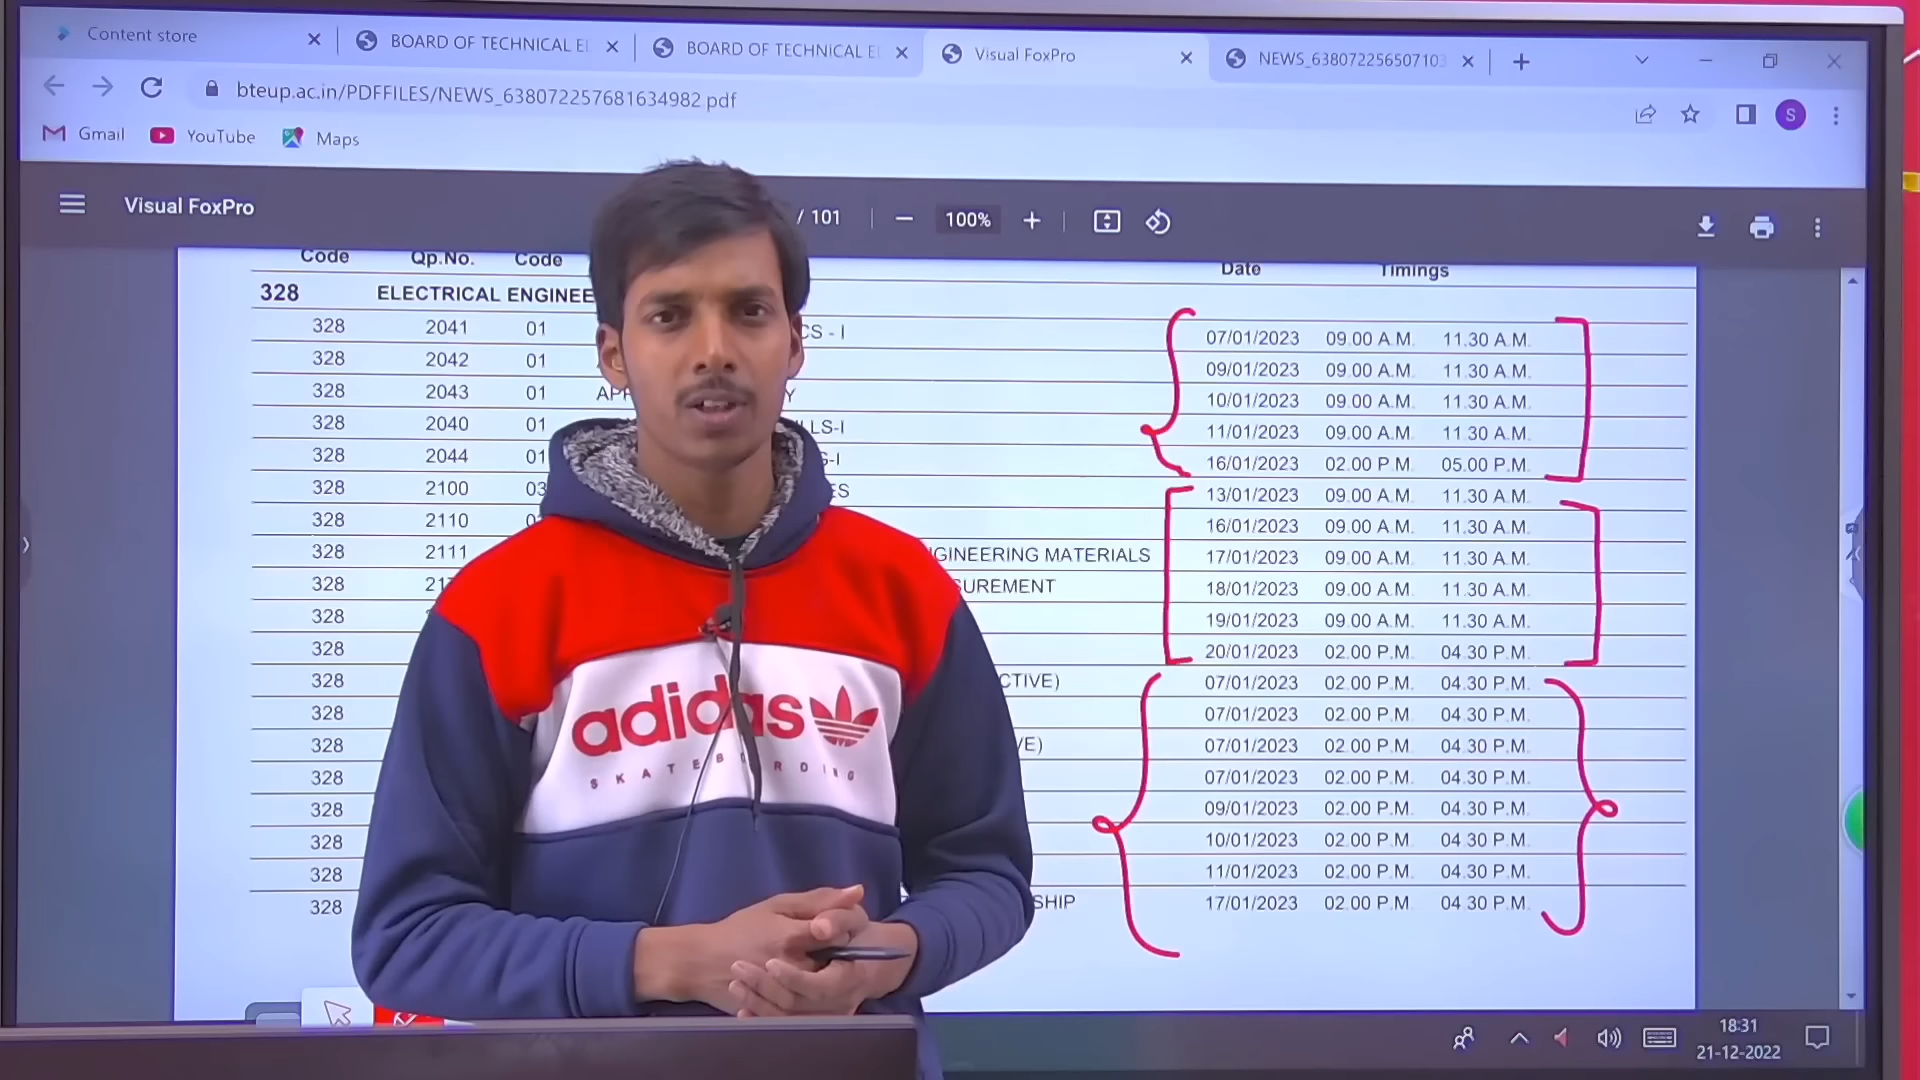 Content store
BOARD OF TECHNICAL E
BOARD OF TECHNICAL E
Visual FoxPro
NEWS_638072256507103
bteup.ac.in/PDFFILES/NEWS_638072257681634982.pdf
S
Gmail YouTube Maps
Visual FoxPro / 101 100%
Code Qp.No. Code Date Timings
328 ELECTRICAL ENGINEE
328 2041 01 CS - I 07/01/2023 09.00 A.M. 11.30 A.M.
328 2042 01 09/01/2023 09.00 A.M. 11.30 A.M.
328 2043 01 APP Y 10/01/2023 09.00 A.M. 11.30 A.M.
328 2040 01 LLS-I 11/01/2023 09.00 A.M. 11.30 A.M.
328 2044 01 G-I 16/01/2023 02.00 P.M. 05.00 P.M.
328 2100 03 ES 13/01/2023 09.00 A.M. 11.30 A.M.
328 2110 16/01/2023 09.00 A.M. 11.30 A.M.
328 2111 NGINEERING MATERIALS 17/01/2023 09.00 A.M. 11.30 A.M.
328 SUREMENT 18/01/2023 09.00 A.M. 11.30 A.M.
328 19/01/2023 09.00 A.M. 11.30 A.M.
328 20/01/2023 02.00 P.M. 04.30 P.M.
328 CTIVE) 07/01/2023 02.00 P.M. 04.30 P.M.
328 07/01/2023 02.00 P.M. 04.30 P.M.
328 VE) 07/01/2023 02.00 P.M. 04.30 P.M.
328 07/01/2023 02.00 P.M. 04.30 P.M.
328 09/01/2023 02.00 P.M. 04.30 P.M.
328 10/01/2023 02.00 P.M. 04.30 P.M.
328 11/01/2023 02.00 P.M. 04.30 P.M.
328 SHIP 17/01/2023 02.00 P.M. 04.30 P.M.
adidas
SKATEBOARDING
18:31
21-12-2022